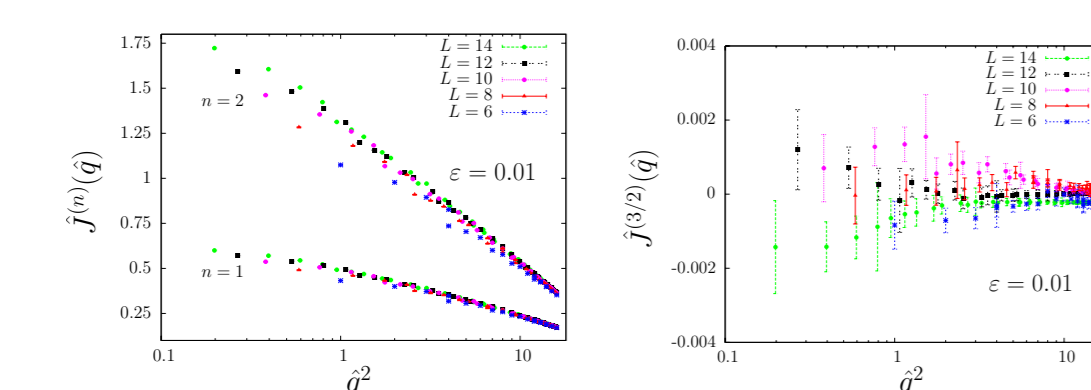 1.75
1.5
1.25
1
0.75
0.5
0.25
0.1
1
10
Ĵ⁽ⁿ⁾(q̂)
q̂²
n = 2
n = 1
L = 14
L = 12
L = 10
L = 8
L = 6
ε = 0.01
0.004
0.002
0
-0.002
-0.004
0.1
1
10
Ĵ⁽³ᐟ²⁾(q̂)
q̂²
L = 14
L = 12
L = 10
L = 8
L = 6
ε = 0.01